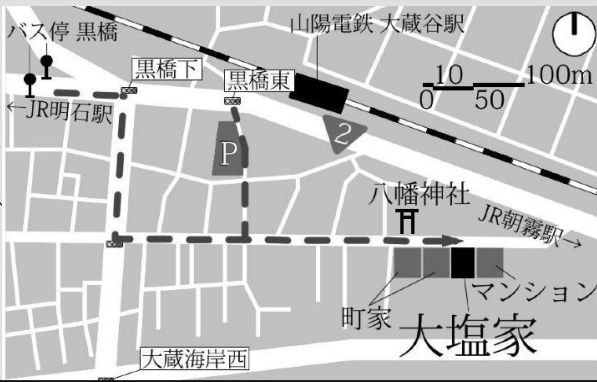 山陽電鉄 大蔵谷駅
バス停 黒橋
黒橋下
黒橋東
10 100m
0 50
←JR明石駅
P
2
八幡神社
JR朝霧駅→
マンション
町家
大塩家
大蔵海岸西